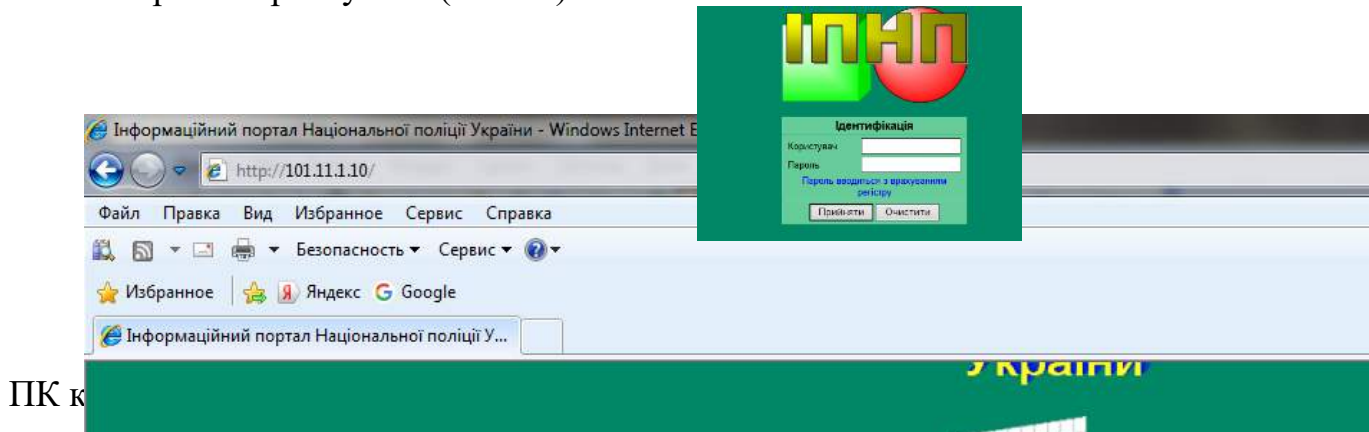 ІПНП
Інформаційний портал Національної поліції України - Windows Internet E
Ідентифікація
Користувач
Пароль
Пароль вводиться з врахуванням
регістру
Прийняти Очистити
http://101.11.1.10/
Файл Правка Вид Избранное Сервис Справка
Безопасность Сервис
Избранное Яндекс Google
Інформаційний портал Національної поліції У...
України
ПК к